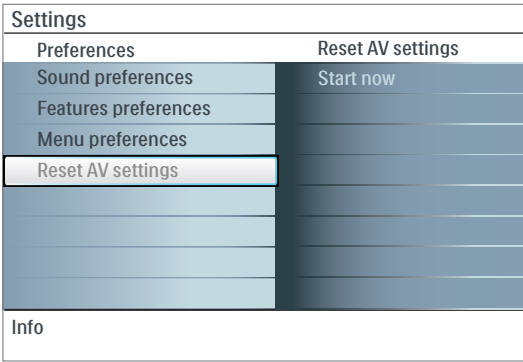 Settings
Preferences
Reset AV settings
Sound preferences
Start now
Features preferences
Menu preferences
Reset AV settings
Info